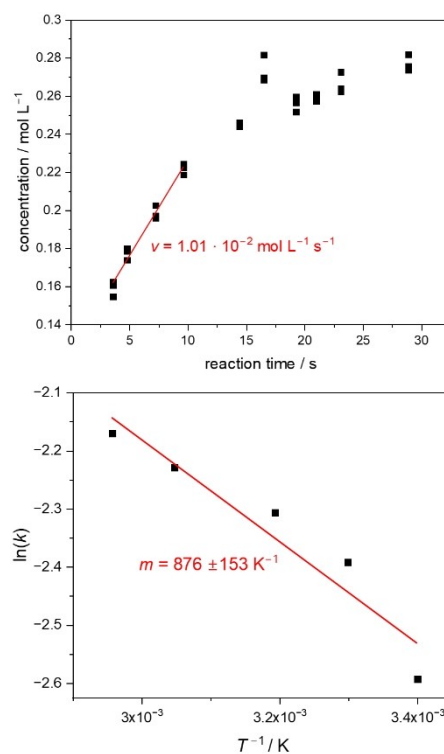 0.3
0.28
0.26
0.24
0.22
0.2
0.18
0.16
0.14
concentration / mol L⁻¹
v = 1.01 · 10⁻² mol L⁻¹ s⁻¹
0 5 10 15 20 25 30
reaction time / s
−2.1
−2.2
−2.3
−2.4
−2.5
−2.6
ln(k)
m = 876 ±153 K⁻¹
3x10⁻³ 3.2x10⁻³ 3.4x10⁻³
T⁻¹ / K